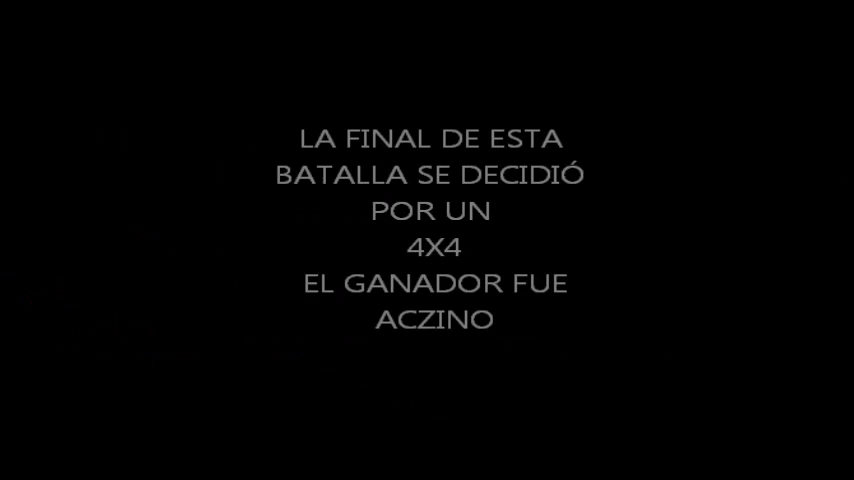 LA FINAL DE ESTA
BATALLA SE DECIDIÓ
POR UN
4X4
EL GANADOR FUE
ACZINO